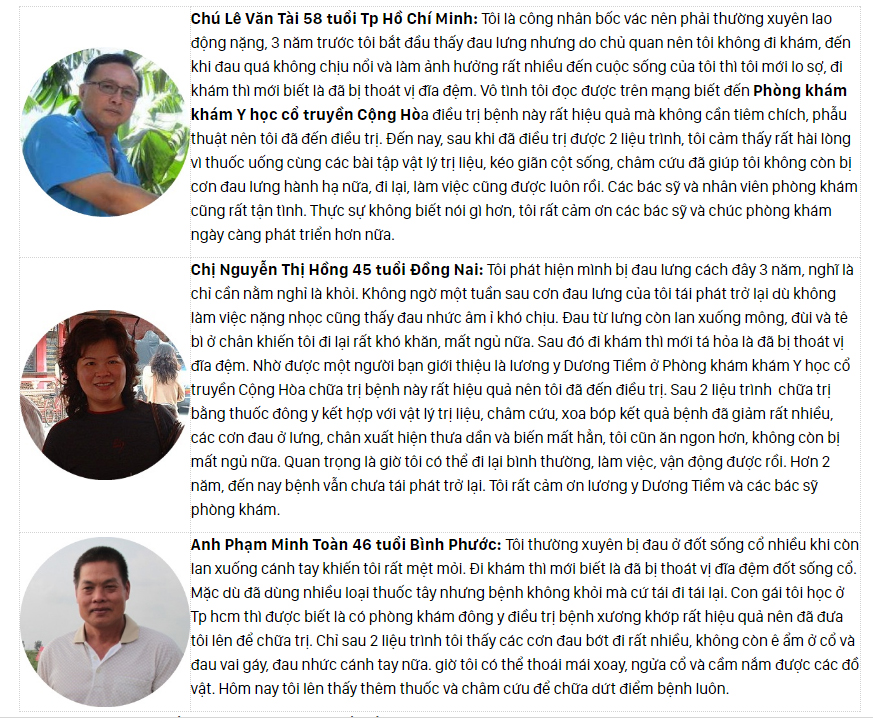 Chú Lê Văn Tài 58 tuổi Tp Hồ Chí Minh: Tôi là công nhân bốc vác nên phải thường xuyên lao
động nặng, 3 năm trước tôi bắt đầu thấy đau lưng nhưng do chủ quan nên tôi không đi khám, đến
khi đau quá không chịu nổi và làm ảnh hưởng rất nhiều đến cuộc sống của tôi thì tôi mới lo sợ, đi
khám thì mới biết là đã bị thoát vị đĩa đệm. Vô tình tôi đọc được trên mạng biết đến Phòng khám
khám Y học cổ truyền Cộng Hòa điều trị bệnh này rất hiệu quả mà không cần tiêm chích, phẫu
thuật nên tôi đã đến điều trị. Đến nay, sau khi đã điều trị được 2 liệu trình, tôi cảm thấy rất hài lòng
vì thuốc uống cùng các bài tập vật lý trị liệu, kéo giãn cột sống, châm cứu đã giúp tôi không còn bị
cơn đau lưng hành hạ nữa, đi lại, làm việc cũng được luôn rồi. Các bác sỹ và nhân viên phòng khám
cũng rất tận tình. Thực sự không biết nói gì hơn, tôi rất cảm ơn các bác sỹ và chúc phòng khám
ngày càng phát triển hơn nữa.
Chị Nguyễn Thị Hồng 45 tuổi Đồng Nai: Tôi phát hiện mình bị đau lưng cách đây 3 năm, nghĩ là
chỉ cần nằm nghỉ là khỏi. Không ngờ một tuần sau cơn đau lưng của tôi tái phát trở lại dù không
làm việc nặng nhọc cũng thấy đau nhức âm ỉ khó chịu. Đau từ lưng còn lan xuống mông, đùi và tê
bì ở chân khiến tôi đi lại rất khó khăn, mất ngủ nữa. Sau đó đi khám thì mới tá hỏa là đã bị thoát vị
đĩa đệm. Nhờ được một người bạn giới thiệu là lương y Dương Tiềm ở Phòng khám khám Y học cổ
truyền Cộng Hòa chữa trị bệnh này rất hiệu quả nên tôi đã đến điều trị. Sau 2 liệu trình chữa trị
bằng thuốc đông y kết hợp với vật lý trị liệu, châm cứu, xoa bóp kết quả bệnh đã giảm rất nhiều,
các cơn đau ở lưng, chân xuất hiện thưa dần và biến mất hẳn, tôi cũn ăn ngon hơn, không còn bị
mất ngủ nữa. Quan trọng là giờ tôi có thể đi lại bình thường, làm việc, vận động được rồi. Hơn 2
năm, đến nay bệnh vẫn chưa tái phát trở lại. Tôi rất cảm ơn lương y Dương Tiềm và các bác sỹ
phòng khám.
Anh Phạm Minh Toàn 46 tuổi Bình Phước: Tôi thường xuyên bị đau ở đốt sống cổ nhiều khi còn
lan xuống cánh tay khiến tôi rất mệt mỏi. Đi khám thì mới biết là đã bị thoát vị đĩa đệm đốt sống cổ.
Mặc dù đã dùng nhiều loại thuốc tây nhưng bệnh không khỏi mà cứ tái đi tái lại. Con gái tôi học ở
Tp hcm thì được biết là có phòng khám đông y điều trị bệnh xương khớp rất hiệu quả nên đã đưa
tôi lên để chữa trị. Chỉ sau 2 liệu trình tôi thấy các cơn đau bớt đi rất nhiều, không còn ê ẩm ở cổ và
đau vai gáy, đau nhức cánh tay nữa. giờ tôi có thể thoái mái xoay, ngửa cổ và cầm nắm được các đồ
vật. Hôm nay tôi lên thấy thêm thuốc và châm cứu để chữa dứt điểm bệnh luôn.